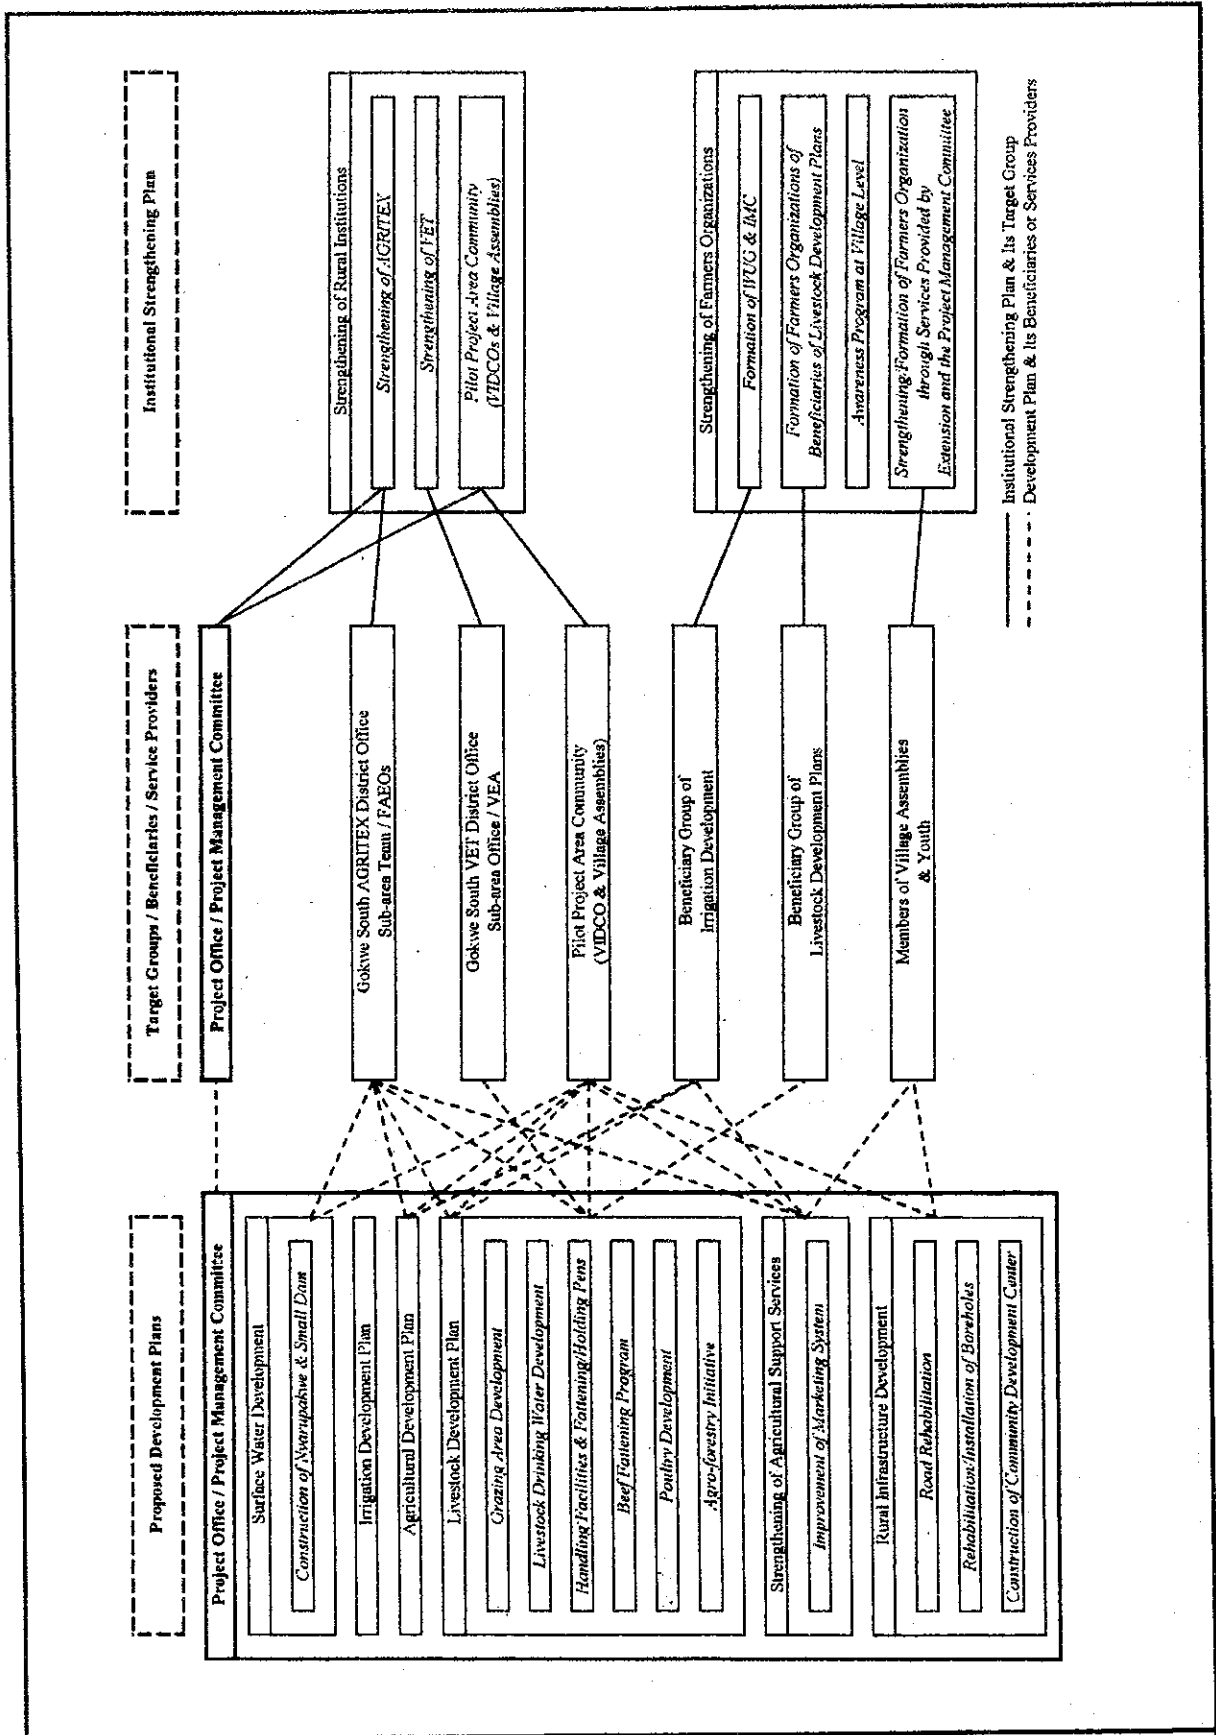 Proposed Development Plans
Project Office / Project Management Committee
Surface Water Development
Construction of Nyarupakwe & Small Dam
Irrigation Development Plan
Agricultural Development Plan
Livestock Development Plan
Grazing Area Development
Livestock Drinking Water Development
Handling Facilities & Fattening/Holding Pens
Beef Fattening Program
Poultry Development
Agro-forestry Initiative
Strengthening of Agricultural Support Services
Improvement of Marketing System
Rural Infrastructure Development
Road Rehabilitation
Rehabilitation/Installation of Boreholes
Construction of Community Development Center
Target Groups / Beneficiaries / Service Providers
Project Office / Project Management Committee
Gokwe South AGRITEX District Office
Sub-area Team / FAEOs
Gokwe South VET District Office
Sub-area Office / VEA
Pilot Project Area Community
(VIDCO & Village Assemblies)
Beneficiary Group of
Irrigation Development
Beneficiary Group of
Livestock Development Plans
Members of Village Assemblies
& Youth
Institutional Strengthening Plan
Strengthening of Rural Institutions
Strengthening of AGRITEX
Strengthening of VET
Pilot Project Area Community
(VIDCOs & Village Assemblies)
Strengthening of Farmers Organizations
Formation of WUG & IMC
Formation of Farmers Organizations of
Beneficiaries of Livestock Development Plans
Awareness Program at Village Level
Strengthening/Formation of Farmers Organization
through Services Provided by
Extension and the Project Management Committee
Institutional Strengthening Plan & Its Target Group
Development Plan & Its Beneficiaries or Services Providers